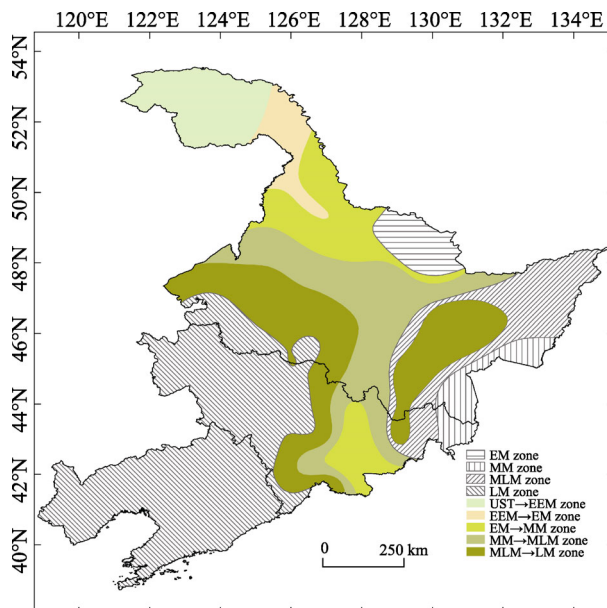 120°E 122°E 124°E 126°E 128°E 130°E 132°E 134°E
54°N
52°N
50°N
48°N
46°N
44°N
42°N
40°N
EM zone
MM zone
MLM zone
LM zone
UST→EEM zone
EEM→EM zone
EM→MM zone
MM→MLM zone
MLM→LM zone
0 250 km